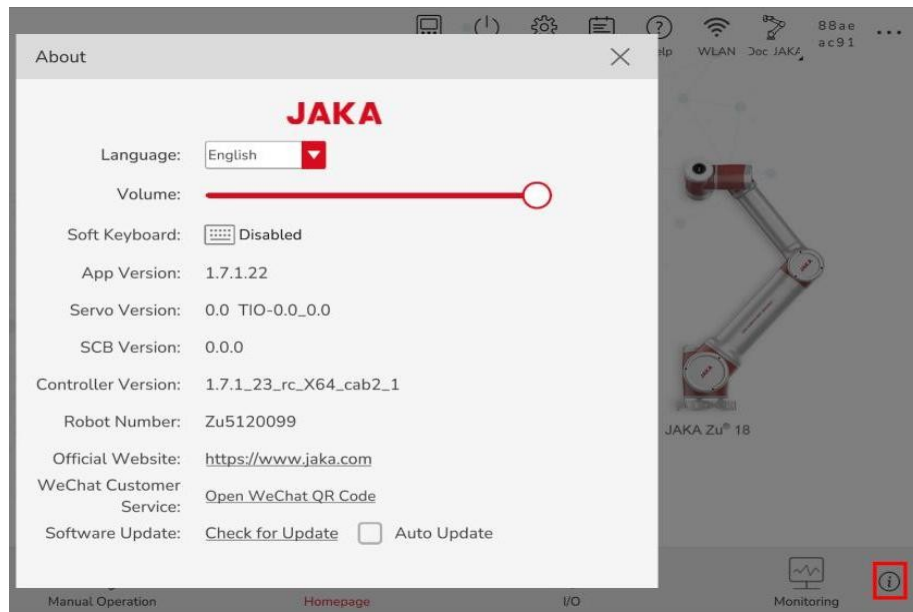 elp
WLAN
Doc JAKA
88ae
ac91
About
JAKA
Language:
English
Volume:
Soft Keyboard:
Disabled
App Version:
1.7.1.22
Servo Version:
0.0 TIO-0.0_0.0
SCB Version:
0.0.0
Controller Version:
1.7.1_23_rc_X64_cab2_1
Robot Number:
Zu5120099
Official Website:
https://www.jaka.com
WeChat Customer
Service:
Open WeChat QR Code
Software Update:
Check for Update
Auto Update
JAKA
JAKA
JAKA Zu® 18
Manual Operation
Homepage
I/O
Monitoring